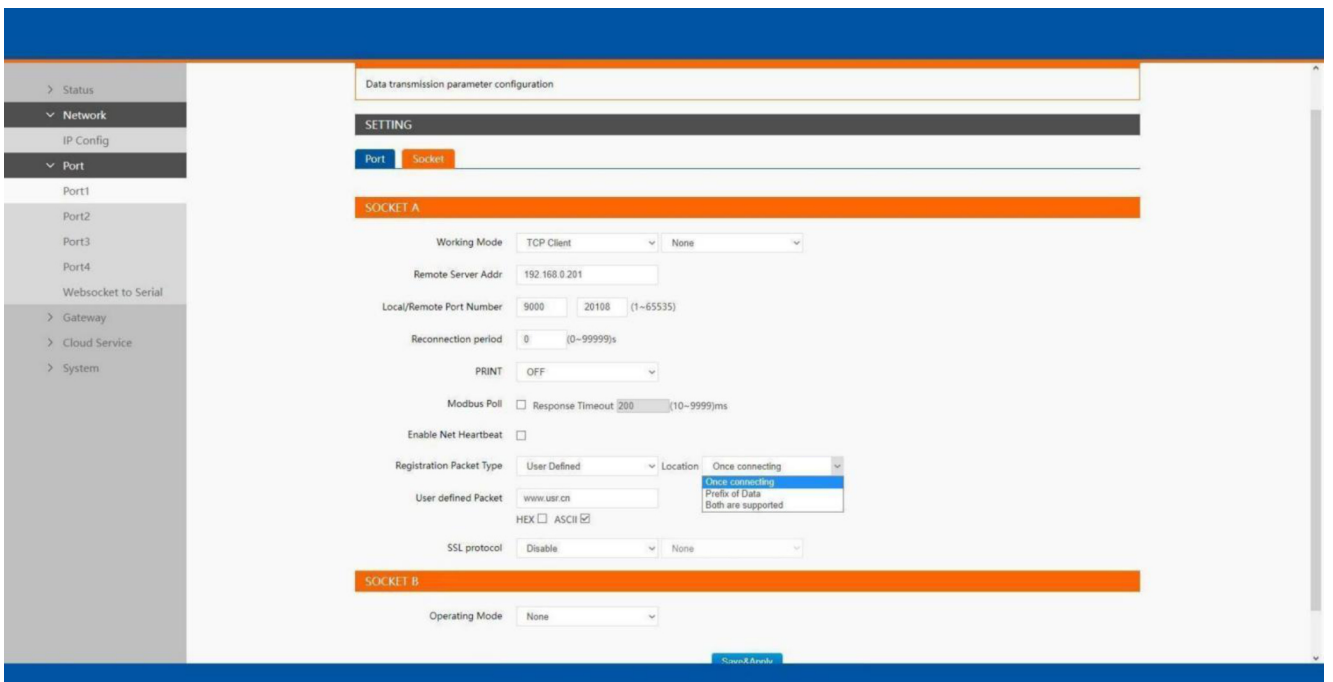 Status
Network
IP Config
Port
Port1
Port2
Port3
Port4
Websocket to Serial
Gateway
Cloud Service
System
Data transmission parameter configuration
SETTING
Port Socket
SOCKET A
Working Mode TCP Client None
Remote Server Addr 192.168.0.201
Local/Remote Port Number 9000 20108 (1~65535)
Reconnection period 0 (0~99999)s
PRINT OFF
Modbus Poll Response Timeout 200 (10~9999)ms
Enable Net Heartbeat
Registration Packet Type User Defined Location Once connecting
Once connecting
Prefix of Data
Both are supported
User defined Packet www.usr.cn
HEX ASCII
SSL protocol Disable None
SOCKET B
Operating Mode None
Save&Apply